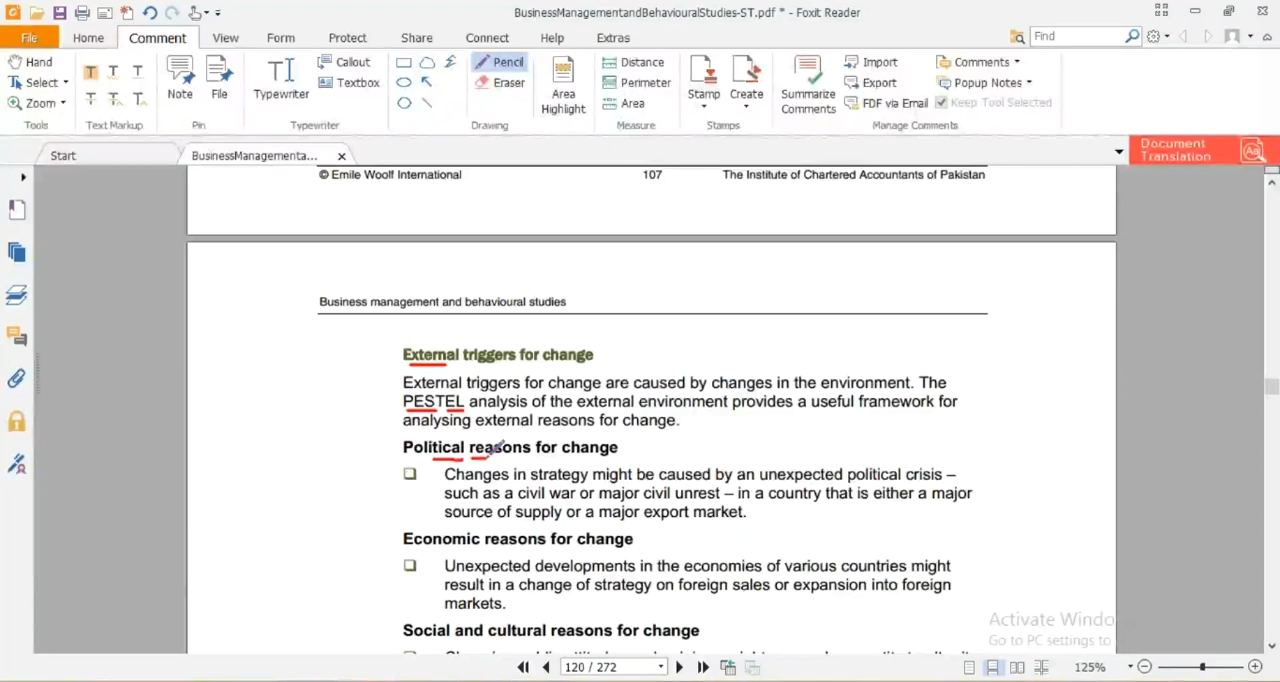 BusinessManagementandBehaviouralStudies-ST.pdf * - Foxit Reader
File Home Comment View Form Protect Share Connect Help Extras Find
Hand Select Zoom Tools
T T T T T T Text Markup
Note File Pin
Typewriter Callout Textbox Typewriter
Pencil Eraser Area Highlight Drawing
Distance Perimeter Area Measure
Stamp Create Stamps
Summarize Comments Import Export FDF via Email Comments Popup Notes Keep Tool Selected Manage Comments
Start BusinessManagementa... Document Translation
© Emile Woolf International 107 The Institute of Chartered Accountants of Pakistan
Business management and behavioural studies
External triggers for change
External triggers for change are caused by changes in the environment. The
PESTEL analysis of the external environment provides a useful framework for
analysing external reasons for change.
Political reasons for change
Changes in strategy might be caused by an unexpected political crisis –
such as a civil war or major civil unrest – in a country that is either a major
source of supply or a major export market.
Economic reasons for change
Unexpected developments in the economies of various countries might
result in a change of strategy on foreign sales or expansion into foreign
markets.
Social and cultural reasons for change
Activate Windo
Go to PC settings to
120 / 272 125%